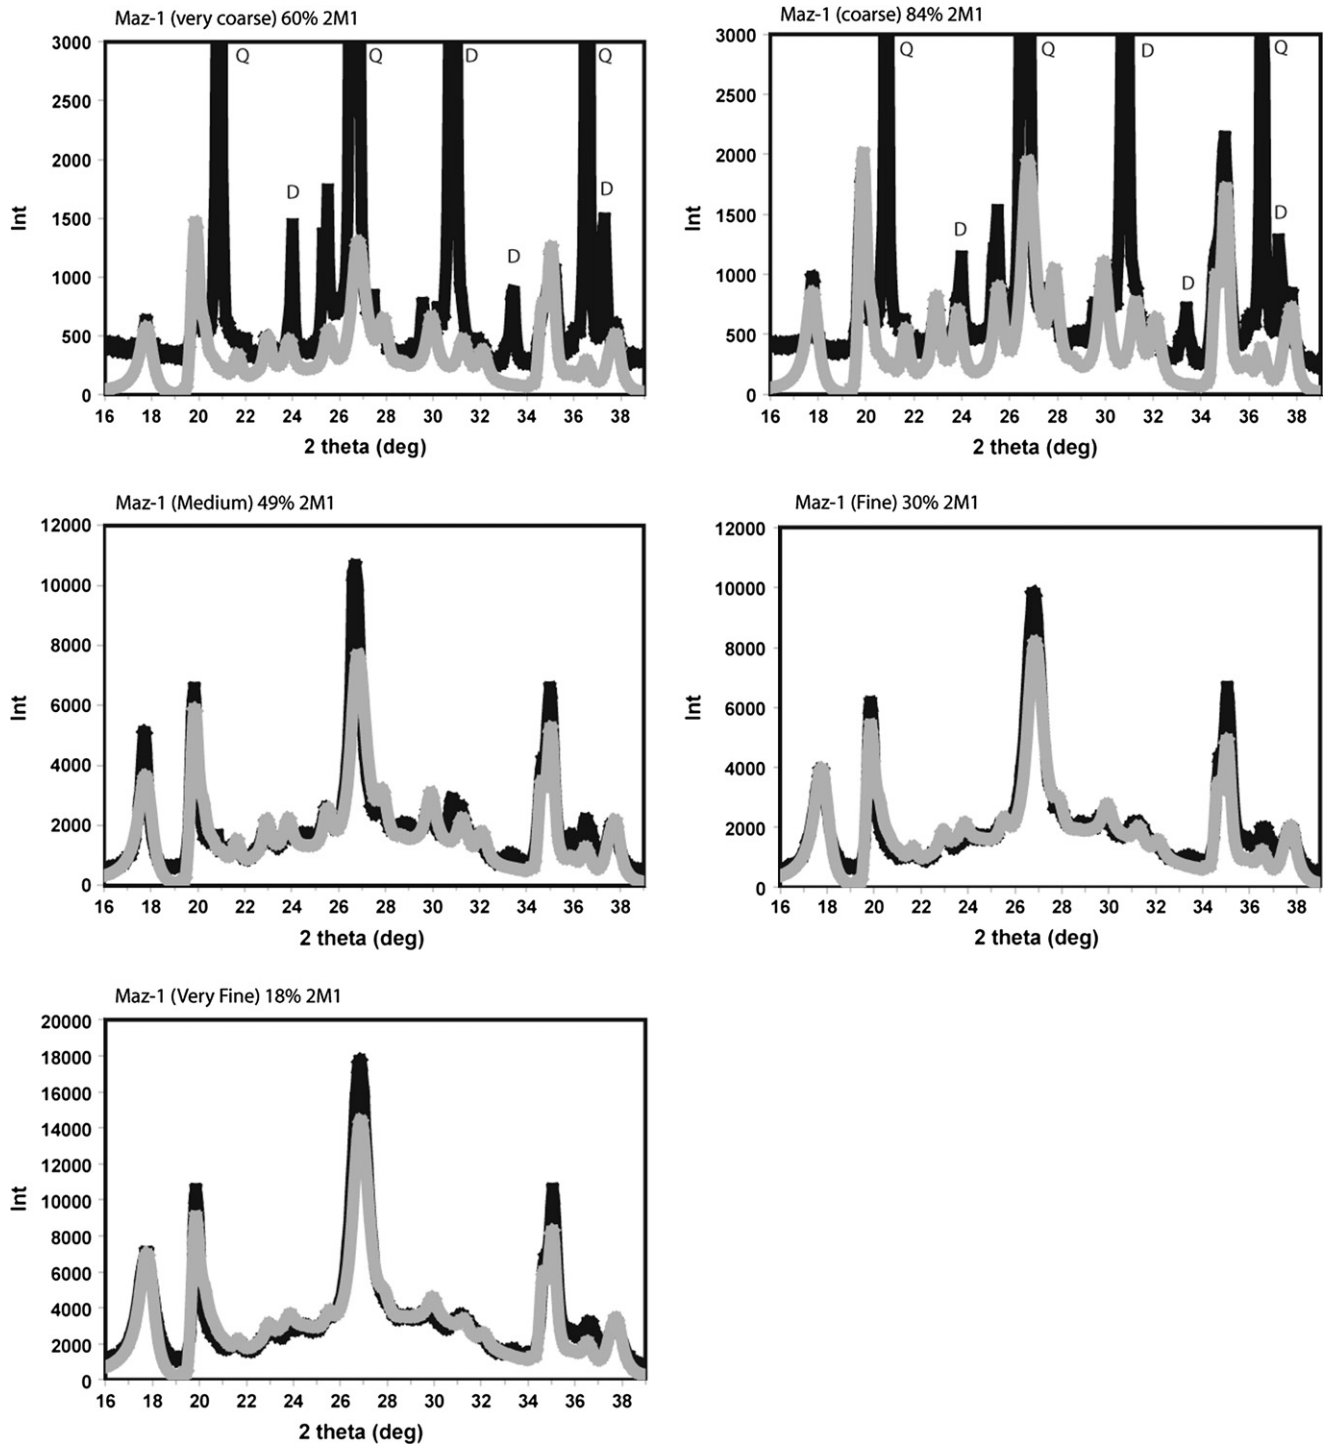 Maz-1 (very coarse) 60% 2M1
3000
2500
2000
1500
1000
500
0
Int
Q
Q
D
Q
D
D
D
16 18 20 22 24 26 28 30 32 34 36 38
2 theta (deg)
Maz-1 (coarse) 84% 2M1
3000
2500
2000
1500
1000
500
0
Int
Q
Q
D
Q
D
D
D
16 18 20 22 24 26 28 30 32 34 36 38
2 theta (deg)
Maz-1 (Medium) 49% 2M1
12000
10000
8000
6000
4000
2000
0
Int
16 18 20 22 24 26 28 30 32 34 36 38
2 theta (deg)
Maz-1 (Fine) 30% 2M1
12000
10000
8000
6000
4000
2000
0
Int
16 18 20 22 24 26 28 30 32 34 36 38
2 theta (deg)
Maz-1 (Very Fine) 18% 2M1
20000
18000
16000
14000
12000
10000
8000
6000
4000
2000
0
Int
16 18 20 22 24 26 28 30 32 34 36 38
2 theta (deg)